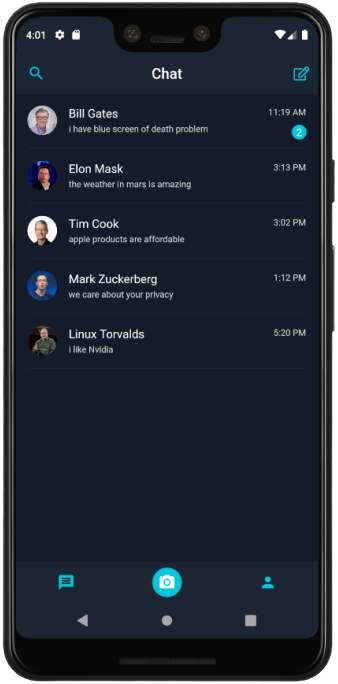 4:01
Chat
Bill Gates 11:19 AM
i have blue screen of death problem 2
Elon Mask 3:13 PM
the weather in mars is amazing
Tim Cook 3:02 PM
apple products are affordable
Mark Zuckerberg 1:12 PM
we care about your privacy
Linux Torvalds 5:20 PM
i like Nvidia